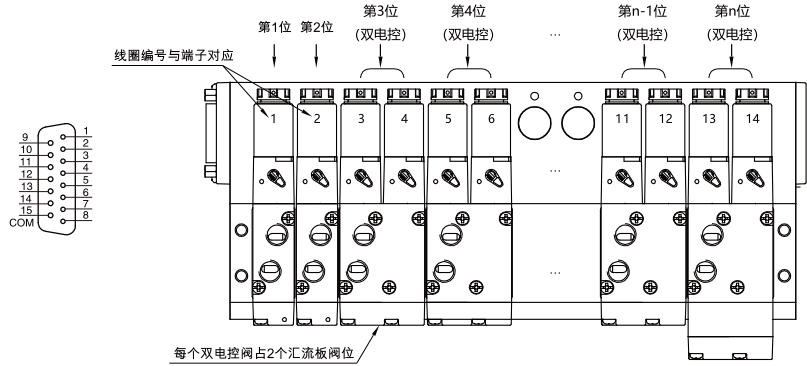 第1位
第2位
第3位
(双电控)
第4位
(双电控)
...
第n-1位
(双电控)
第n位
(双电控)
线圈编号与端子对应
1
2
3
4
5
6
11
12
13
14
...
...
9
10
11
12
13
14
15
COM
1
2
3
4
5
6
7
8
每个双电控阀占2个汇流板阀位